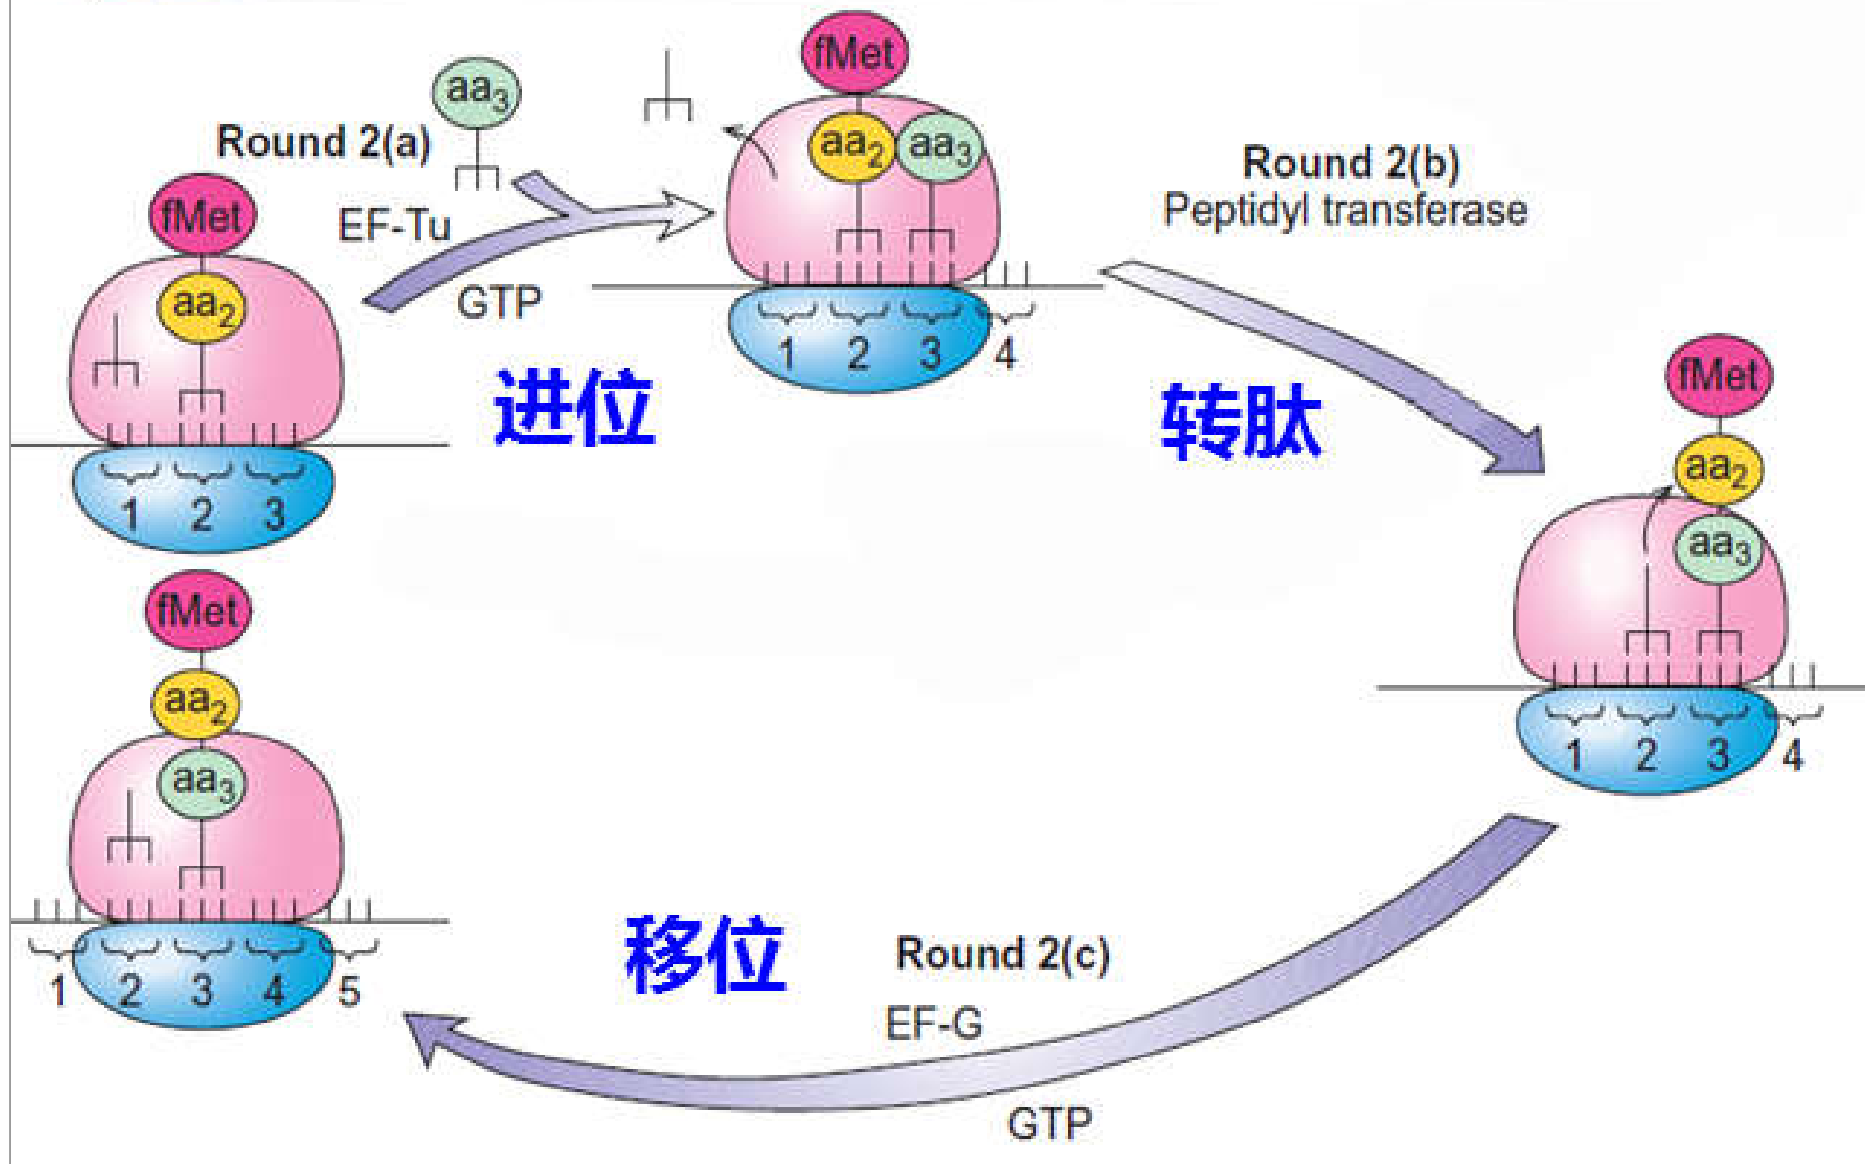 fMet
aa3
Round 2(a)
EF-Tu
GTP
进位
fMet
aa2
1 2 3
fMet
aa2 aa3
1 2 3 4
Round 2(b)
Peptidyl transferase
转肽
fMet
aa2
aa3
1 2 3 4
移位
Round 2(c)
EF-G
GTP
fMet
aa2
aa3
1 2 3 4 5